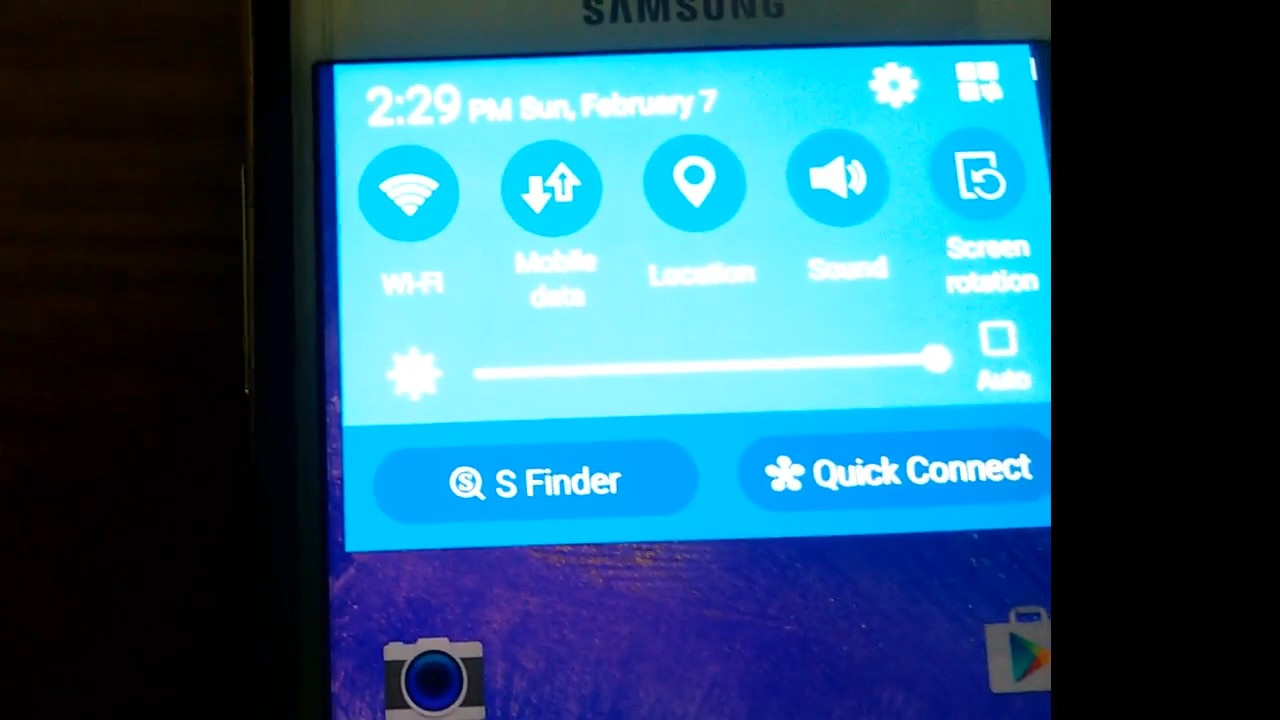 SAMSUNG
2:29 PM Sun, February 7
Wi-Fi
Mobile
data
Location
Sound
Screen
rotation
Auto
S Finder
Quick Connect